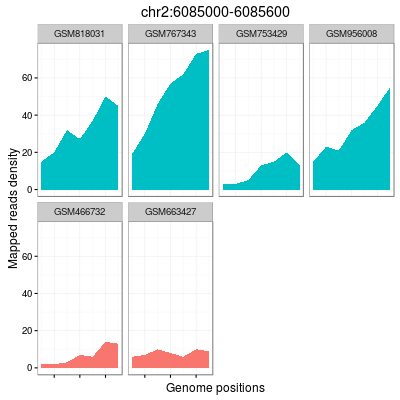 chr2:6085000-6085600
GSM818031 GSM767343 GSM753429 GSM956008
60
40
20
0
GSM466732 GSM663427
60
40
20
0
Mapped reads density
Genome positions